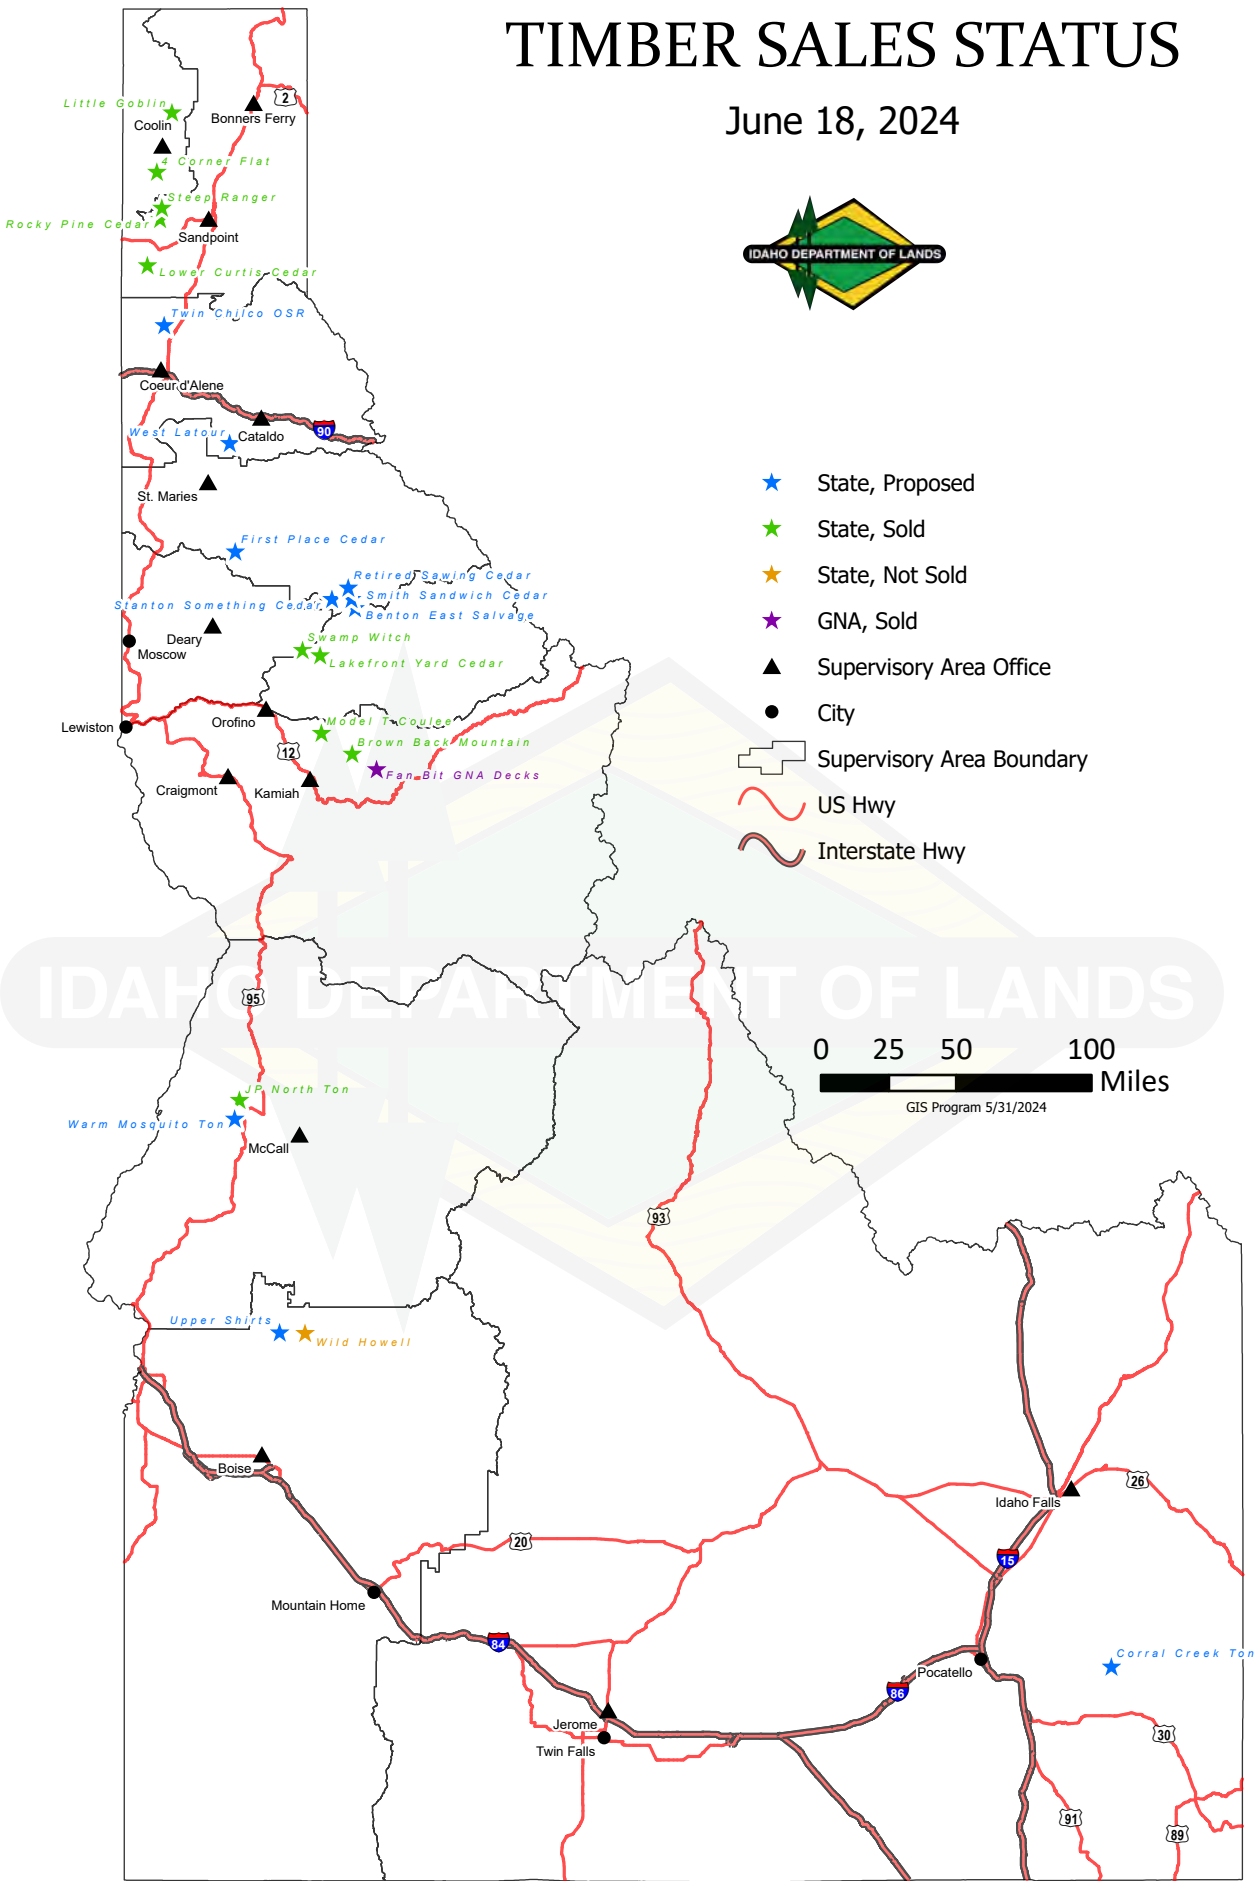 TIMBER SALES STATUS
June 18, 2024
IDAHO DEPARTMENT OF LANDS
Little Goblin
2
Bonners Ferry
Coolin
4 Corner Flat
Steep Ranger
Rocky Pine Cedar
Sandpoint
Lower Curtis Cedar
Twin Chilco OSR
Coeur d'Alene
West Latour
Cataldo
90
St. Maries
First Place Cedar
Retired Sawing Cedar
Smith Sandwich Cedar
Stanton Something Cedar
Benton East Salvage
Deary
Swamp Witch
Moscow
Lakefront Yard Cedar
Lewiston
Orofino
Model T Coulee
Brown Back Mountain
12
Fan Bit GNA Decks
Craigmont
Kamiah
State, Proposed
State, Sold
State, Not Sold
GNA, Sold
Supervisory Area Office
City
Supervisory Area Boundary
US Hwy
Interstate Hwy
IDAHO DEPARTMENT OF LANDS
95
0 25 50 100
Miles
GIS Program 5/31/2024
JP North Ton
Warm Mosquito Ton
McCall
93
Upper Shirts
Wild Howell
Boise
Idaho Falls
26
20
15
Mountain Home
84
Corral Creek Ton
Pocatello
86
Jerome
Twin Falls
30
91
89